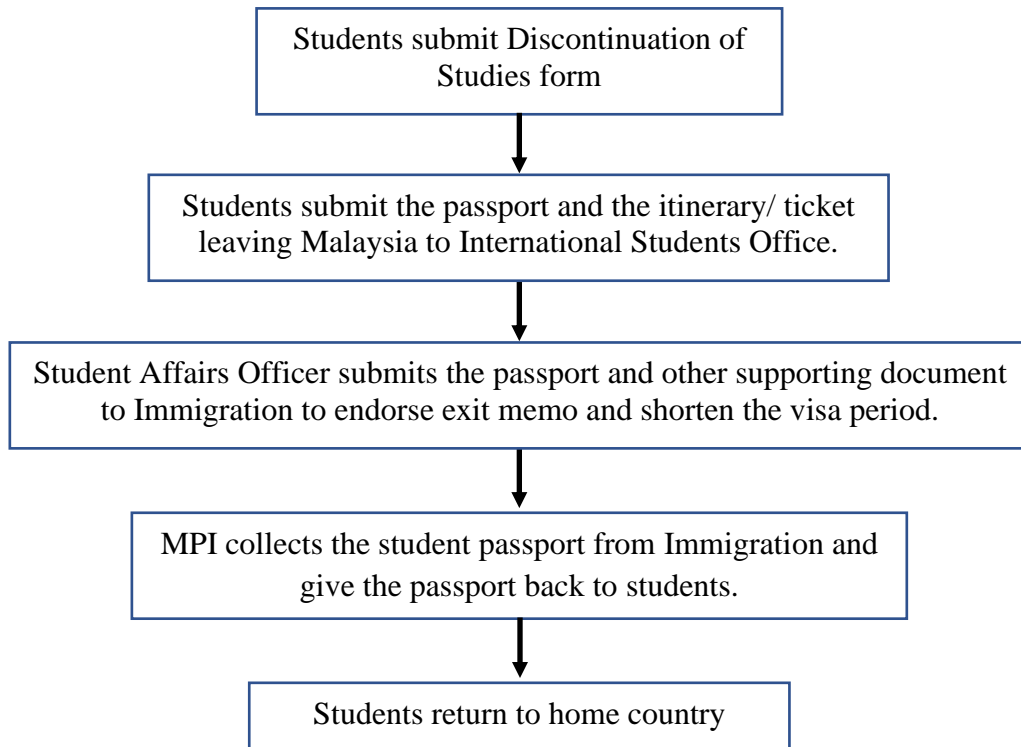 Students submit Discontinuation of
Studies form
Students submit the passport and the itinerary/ ticket
leaving Malaysia to International Students Office.
Student Affairs Officer submits the passport and other supporting document
to Immigration to endorse exit memo and shorten the visa period.
MPI collects the student passport from Immigration and
give the passport back to students.
Students return to home country